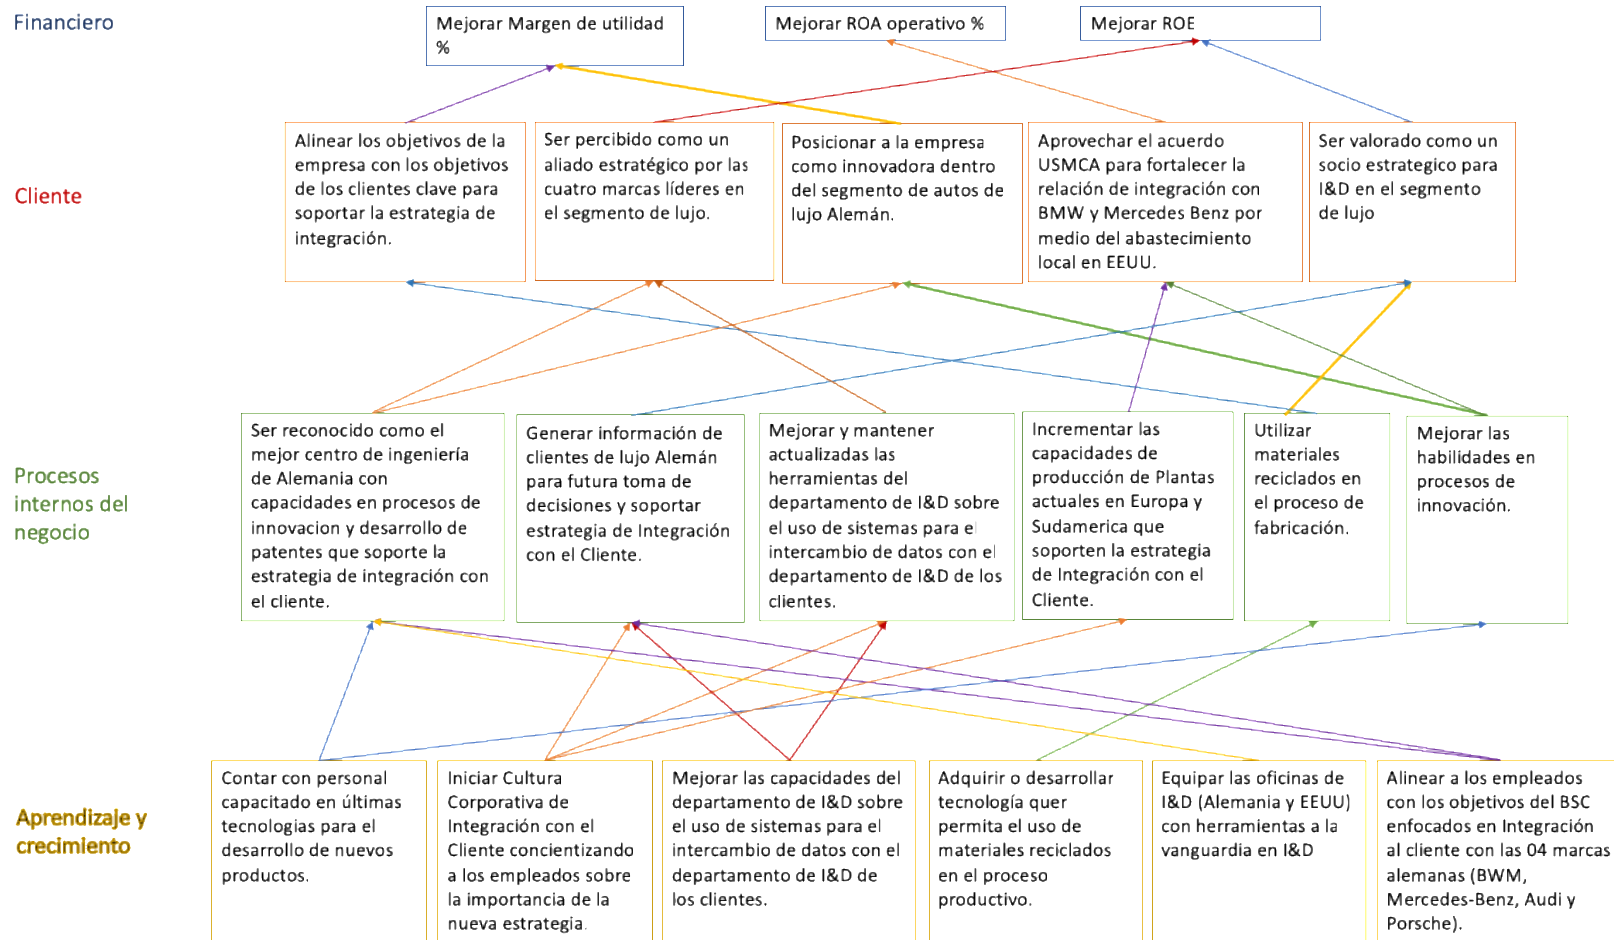 Financiero
Mejorar Margen de utilidad
%
Mejorar ROA operativo %
Mejorar ROE
Cliente
Alinear los objetivos de la
empresa con los objetivos
de los clientes clave para
soportar la estrategia de
integración.
Ser percibido como un
aliado estratégico por las
cuatro marcas líderes en
el segmento de lujo.
Posicionar a la empresa
como innovadora dentro
del segmento de autos de
lujo Alemán.
Aprovechar el acuerdo
USMCA para fortalecer la
relación de integración con
BMW y Mercedes Benz por
medio del abastecimiento
local en EEUU.
Ser valorado como un
socio estrategico para
I&D en el segmento
de lujo
Procesos
internos del
negocio
Ser reconocido como el
mejor centro de ingeniería
de Alemania con
capacidades en procesos de
innovacion y desarrollo de
patentes que soporte la
estrategia de integración con
el cliente.
Generar información de
clientes de lujo Alemán
para futura toma de
decisiones y soportar
estrategia de Integración
con el Cliente.
Mejorar y mantener
actualizadas las
herramientas del
departamento de I&D sobre
el uso de sistemas para el
intercambio de datos con el
departamento de I&D de los
clientes.
Incrementar las
capacidades de
producción de Plantas
actuales en Europa y
Sudamerica que
soporten la estrategia
de Integración con el
Cliente.
Utilizar
materiales
reciclados en
el proceso de
fabricación.
Mejorar las
habilidades en
procesos de
innovación.
Aprendizaje y
crecimiento
Contar con personal
capacitado en últimas
tecnologias para el
desarrollo de nuevos
productos.
Iniciar Cultura
Corporativa de
Integración con el
Cliente concientizando
a los empleados sobre
la importancia de la
nueva estrategia.
Mejorar las capacidades del
departamento de I&D sobre
el uso de sistemas para el
intercambio de datos con el
departamento de I&D de
los clientes.
Adquirir o desarrollar
tecnología quer
permita el uso de
materiales reciclados
en el proceso
productivo.
Equipar las oficinas de
I&D (Alemania y EEUU)
con herramientas a la
vanguardia en I&D
Alinear a los empleados
con los objetivos del BSC
enfocados en Integración
al cliente con las 04 marcas
alemanas (BWM,
Mercedes-Benz, Audi y
Porsche).